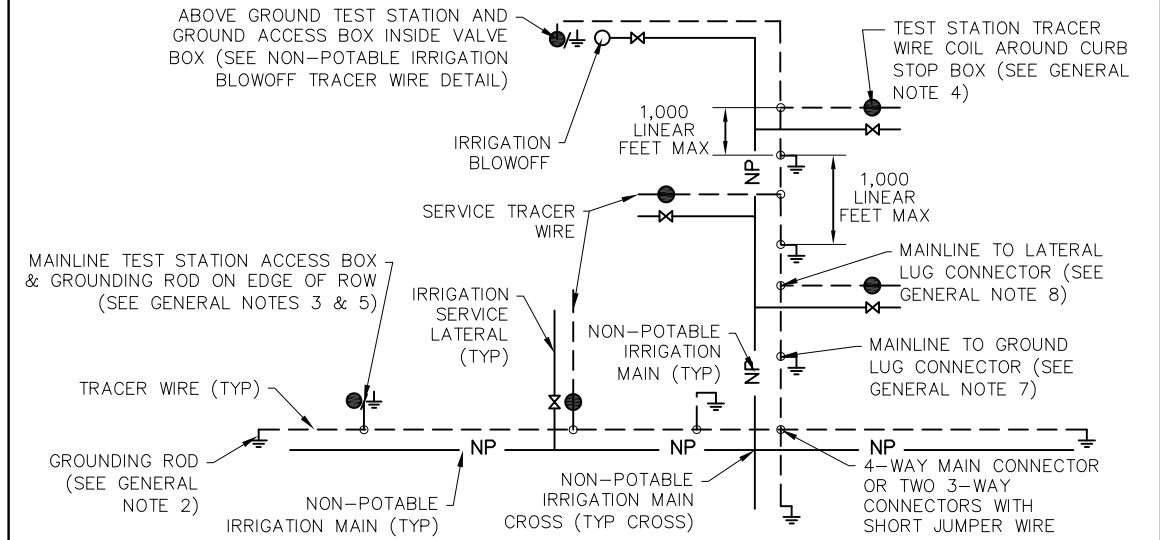 ABOVE GROUND TEST STATION AND
GROUND ACCESS BOX INSIDE VALVE
BOX (SEE NON-POTABLE IRRIGATION
BLOWOFF TRACER WIRE DETAIL)
TEST STATION TRACER
WIRE COIL AROUND CURB
STOP BOX (SEE GENERAL
NOTE 4)
1,000
LINEAR
FEET MAX
IRRIGATION
BLOWOFF
NP
1,000
LINEAR
FEET MAX
SERVICE TRACER
WIRE
MAINLINE TEST STATION ACCESS BOX
& GROUNDING ROD ON EDGE OF ROW
(SEE GENERAL NOTES 3 & 5)
MAINLINE TO LATERAL
LUG CONNECTOR (SEE
GENERAL NOTE 8)
IRRIGATION
SERVICE
LATERAL
(TYP)
NON-POTABLE
IRRIGATION
MAIN (TYP)
NP
MAINLINE TO GROUND
LUG CONNECTOR (SEE
GENERAL NOTE 7)
TRACER WIRE (TYP)
NP
NP
NP
GROUNDING ROD
(SEE GENERAL
NOTE 2)
NON-POTABLE
IRRIGATION MAIN (TYP)
NON-POTABLE
IRRIGATION MAIN
CROSS (TYP CROSS)
4-WAY MAIN CONNECTOR
OR TWO 3-WAY
CONNECTORS WITH
SHORT JUMPER WIRE